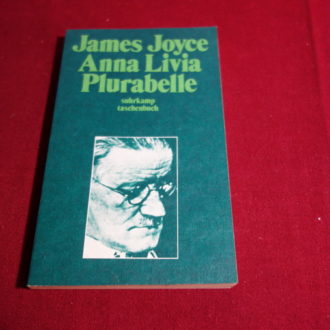 James Joyce
Anna Livia
Plurabelle
suhrkamp
taschenbuch